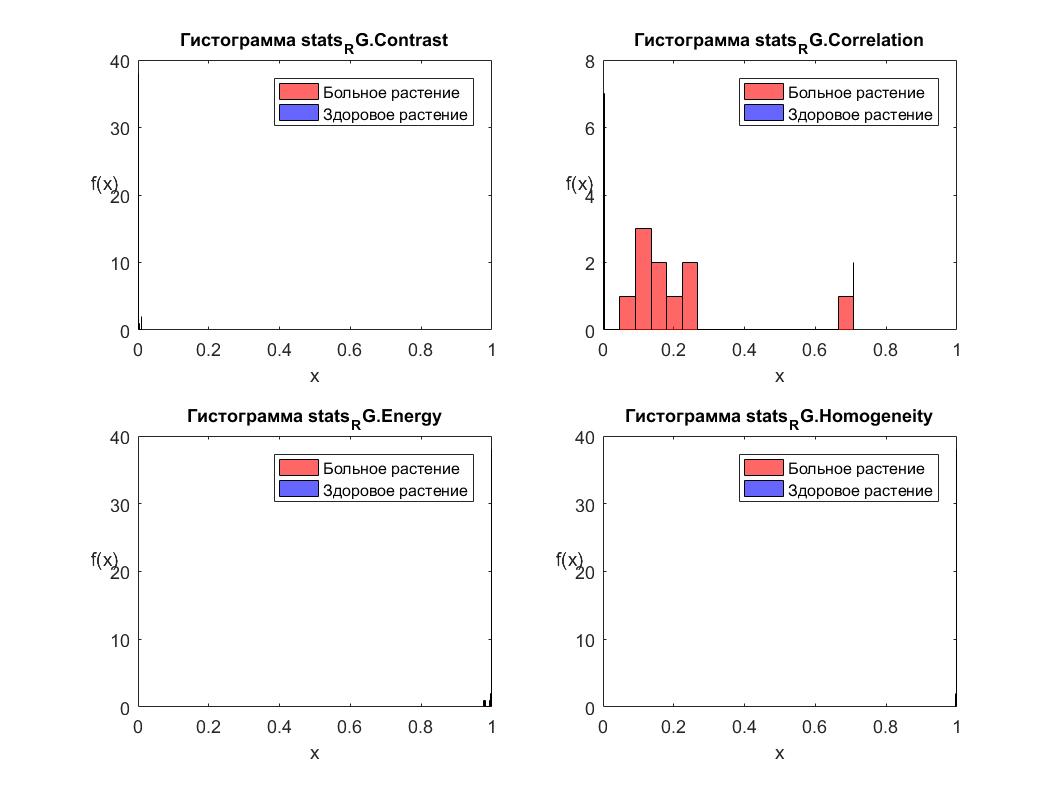 Гистограмма stats_RG.Contrast
40
30
20
10
0
f(x)
Больное растение
Здоровое растение
0 0.2 0.4 0.6 0.8 1
x
Гистограмма stats_RG.Correlation
8
6
4
2
0
f(x)
Больное растение
Здоровое растение
0 0.2 0.4 0.6 0.8 1
x
Гистограмма stats_RG.Energy
40
30
20
10
0
f(x)
Больное растение
Здоровое растение
0 0.2 0.4 0.6 0.8 1
x
Гистограмма stats_RG.Homogeneity
40
30
20
10
0
f(x)
Больное растение
Здоровое растение
0 0.2 0.4 0.6 0.8 1
x